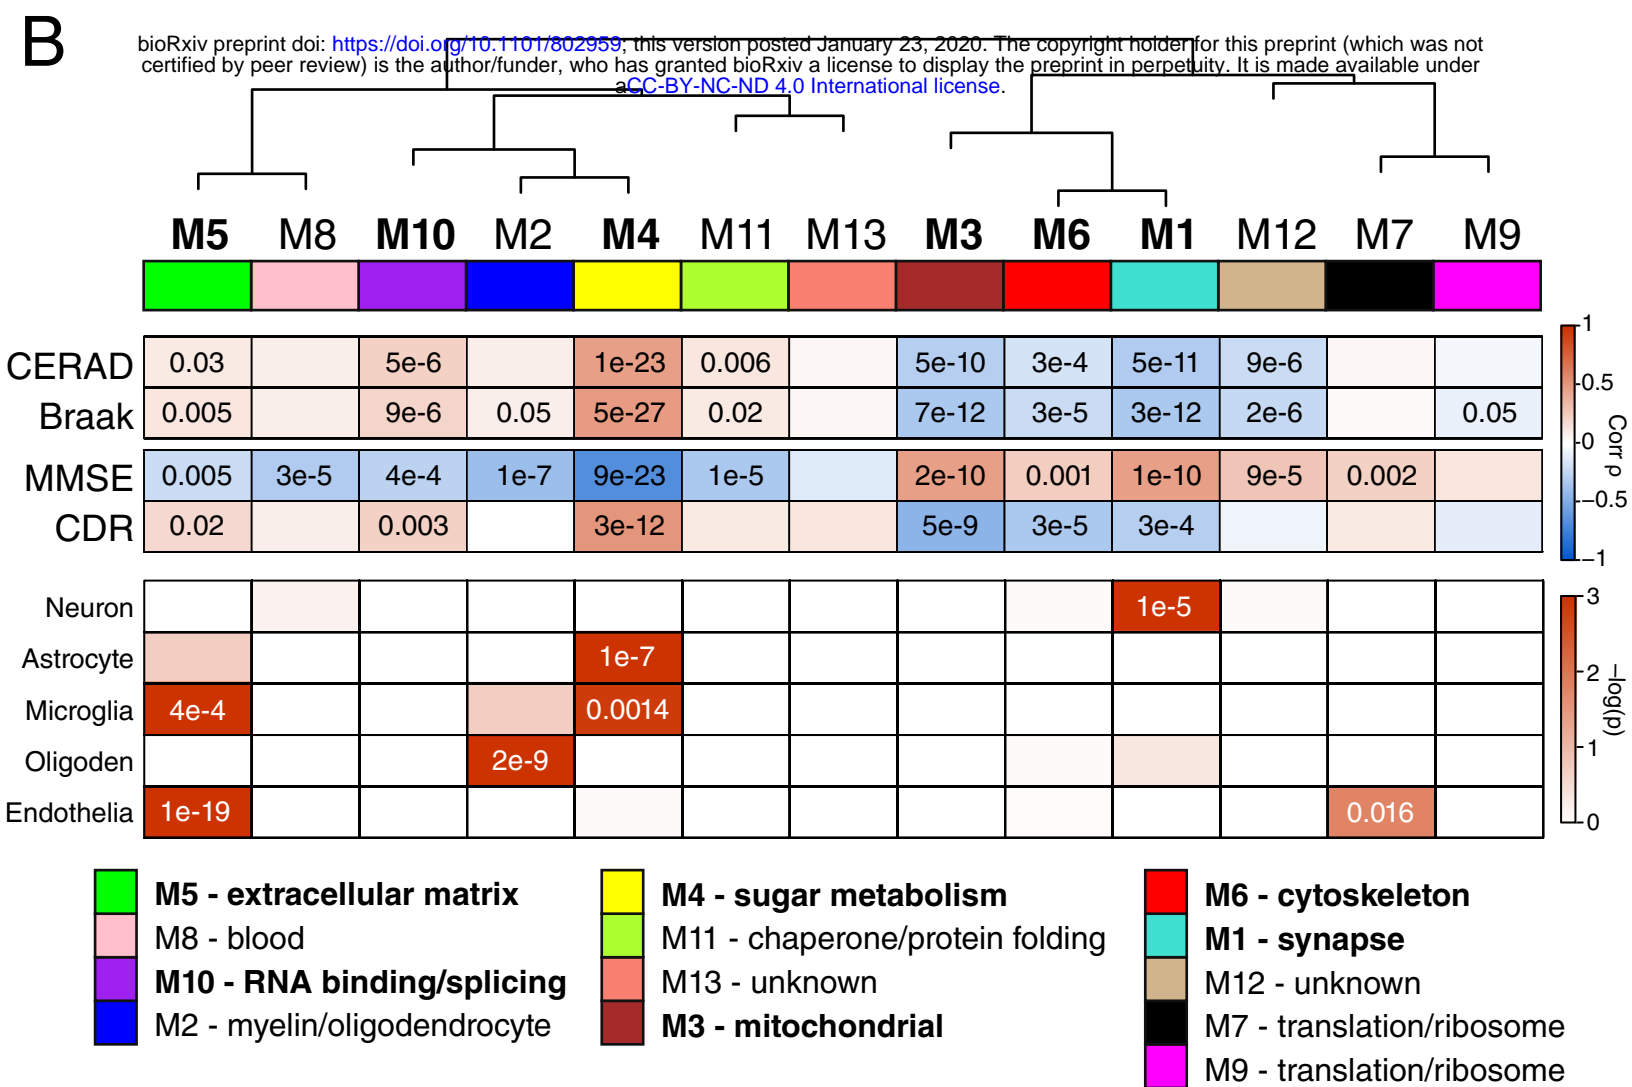 B
bioRxiv preprint doi: https://doi.org/10.1101/802959; this version posted January 23, 2020. The copyright holder for this preprint (which was not
certified by peer review) is the author/funder, who has granted bioRxiv a license to display the preprint in perpetuity. It is made available under
aCC-BY-NC-ND 4.0 International license.
M5 M8 M10 M2 M4 M11 M13 M3 M6 M1 M12 M7 M9
CERAD 0.03 5e-6 1e-23 0.006 5e-10 3e-4 5e-11 9e-6
Braak 0.005 9e-6 0.05 5e-27 0.02 7e-12 3e-5 3e-12 2e-6 0.05
MMSE 0.005 3e-5 4e-4 1e-7 9e-23 1e-5 2e-10 0.001 1e-10 9e-5 0.002
CDR 0.02 0.003 3e-12 5e-9 3e-5 3e-4
1
0.5
0
−0.5
−1
Corr ρ
Neuron 1e-5
Astrocyte 1e-7
Microglia 4e-4 0.0014
Oligoden 2e-9
Endothelia 1e-19 0.016
3
2
1
0
−log(p)
M5 - extracellular matrix
M8 - blood
M10 - RNA binding/splicing
M2 - myelin/oligodendrocyte
M4 - sugar metabolism
M11 - chaperone/protein folding
M13 - unknown
M3 - mitochondrial
M6 - cytoskeleton
M1 - synapse
M12 - unknown
M7 - translation/ribosome
M9 - translation/ribosome